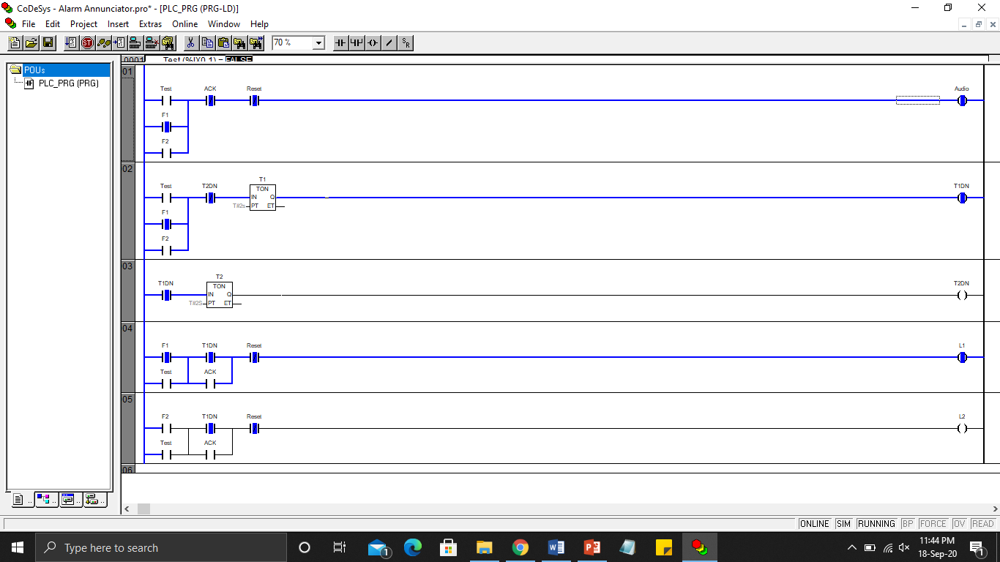 CoDeSys - Alarm Annunciator.pro* - [PLC_PRG (PRG-LD)]
File Edit Project Insert Extras Online Window Help
70 %
POUs
PLC_PRG (PRG)
0001 Test (%IX0.1) = FALSE
01
Test ACK Reset Audio
F1
F2
02
Test T2DN T1 T1DN
TON
IN Q
T#2s PT ET
F1
F2
03
T1DN T2 T2DN
TON
IN Q
T#2S PT ET
04
F1 T1DN Reset L1
Test ACK
05
F2 T1DN Reset L2
Test ACK
06
ONLINE SIM RUNNING BP FORCE OV READ
Type here to search
1
11:44 PM
18-Sep-20
1